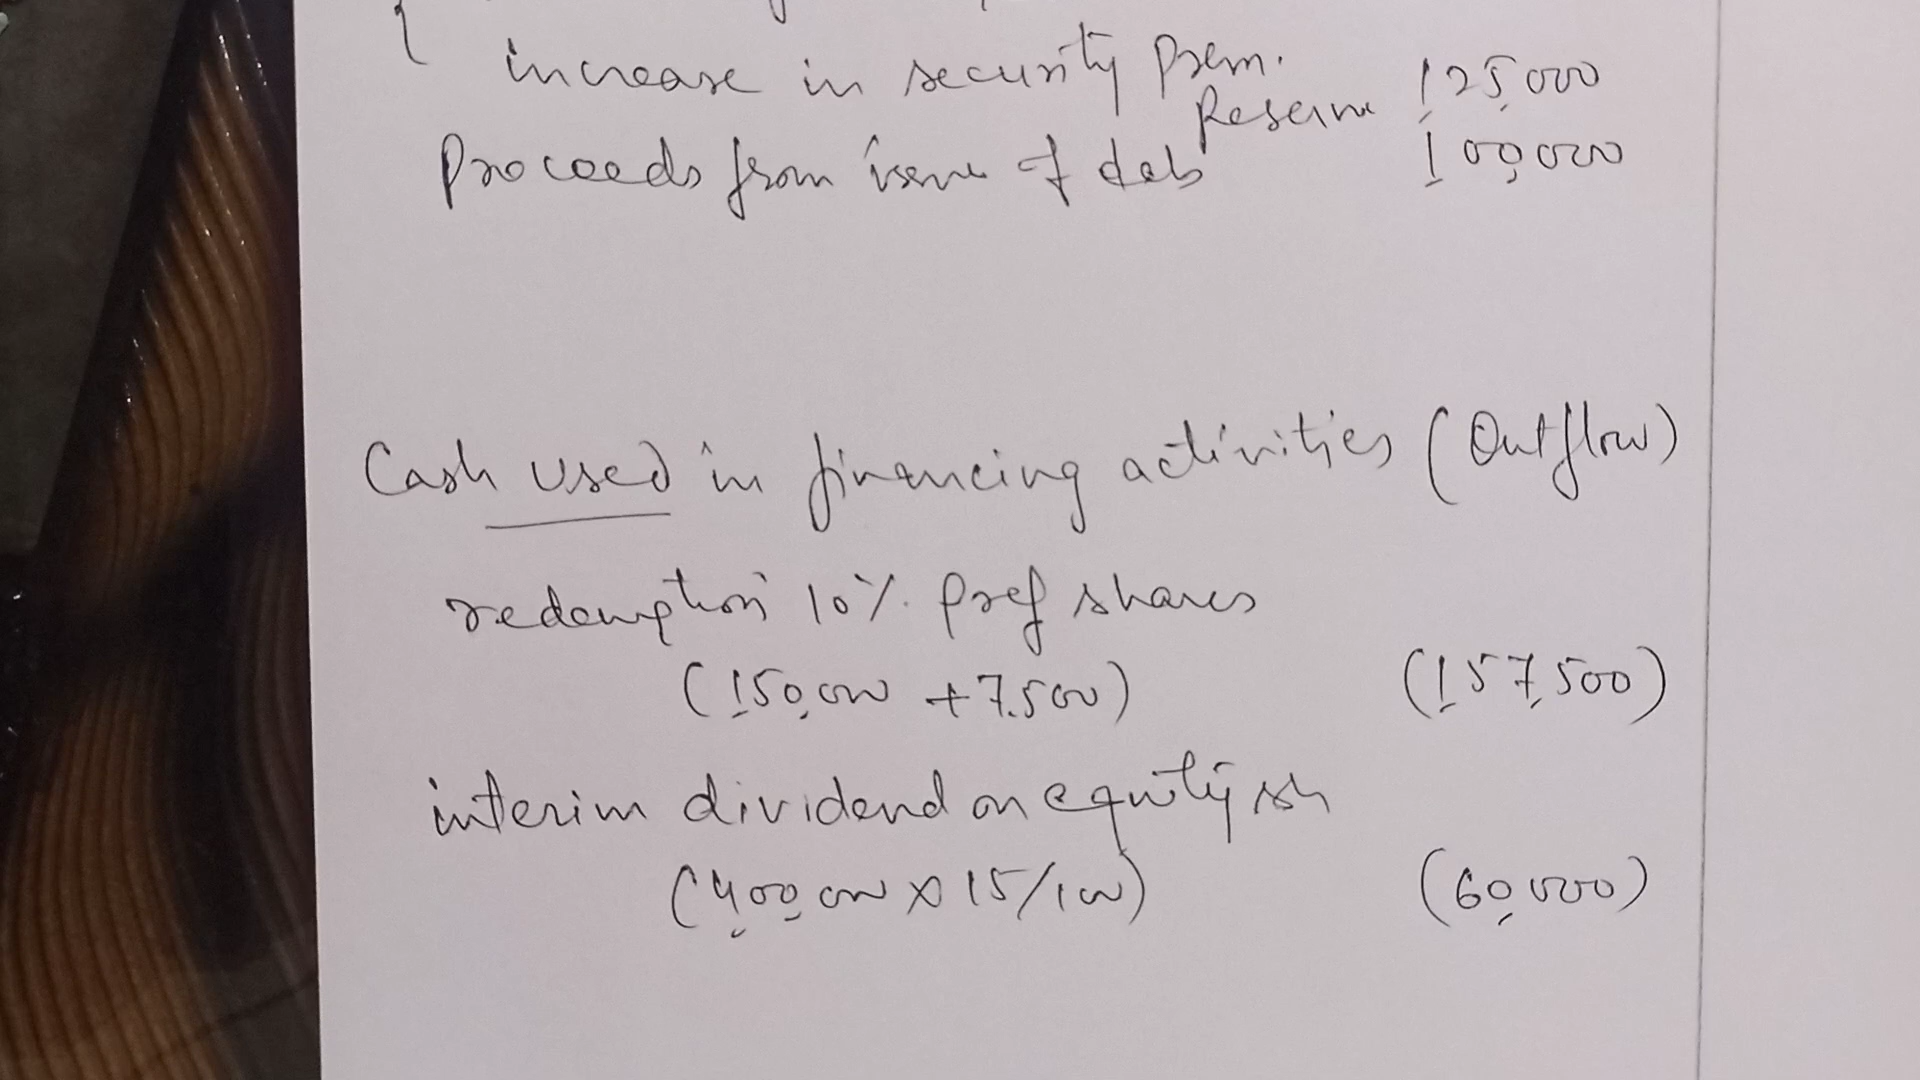 increase in security Prem. Reserve 125,000
Proceeds from issue of deb 100,000
Cash used in financing activities (Outflow)
redemption 10% pref shares
(150,000 + 7,500) (157,500)
interim dividend on equity sh
(400,000 x 15/100) (60,000)